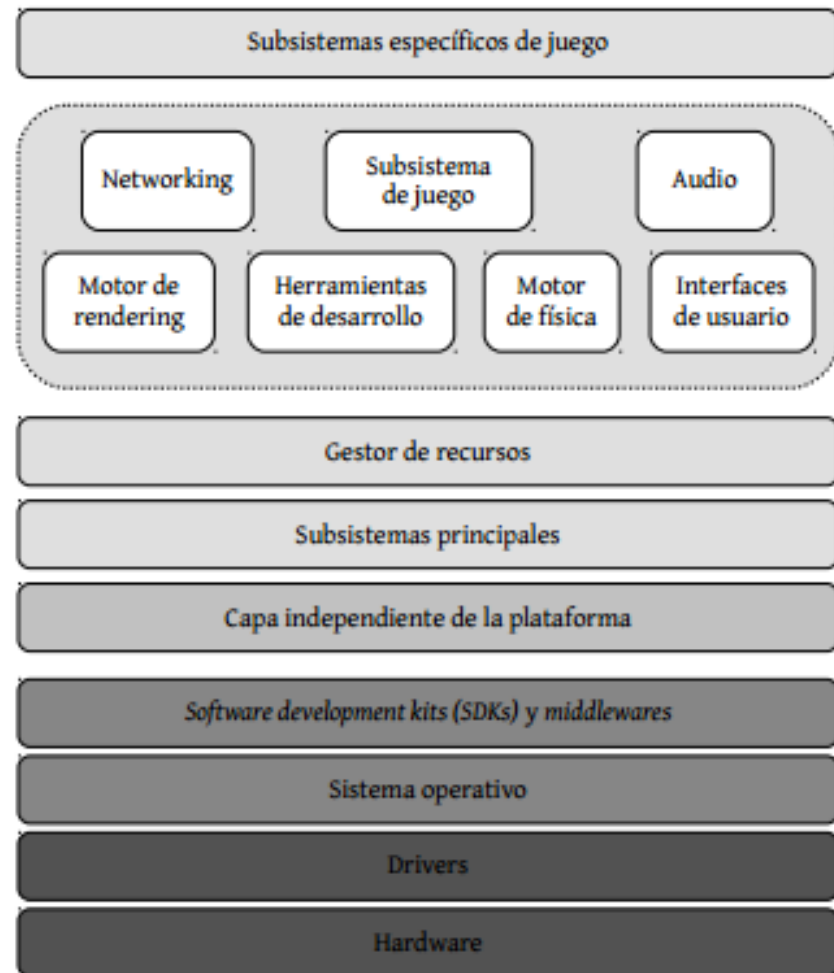 Subsistemas específicos de juego
Networking
Subsistema
de juego
Audio
Motor de
rendering
Herramientas
de desarrollo
Motor
de física
Interfaces
de usuario
Gestor de recursos
Subsistemas principales
Capa independiente de la plataforma
Software development kits (SDKs) y middlewares
Sistema operativo
Drivers
Hardware